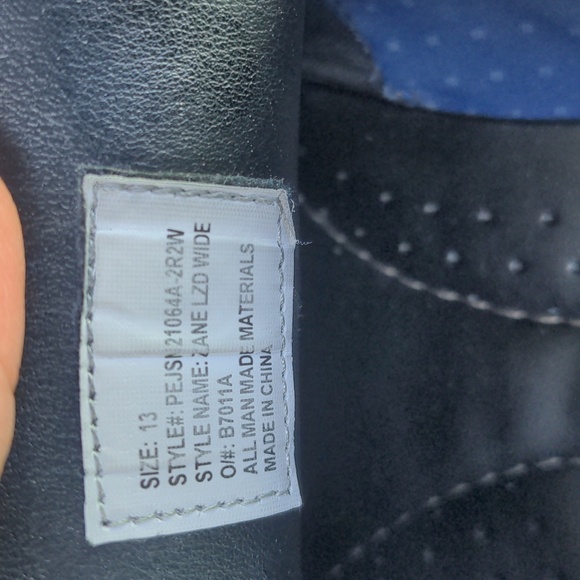 SIZE: 13
STYLE#: PEJSM21064A-2R2W
STYLE NAME: ZANE LZD WIDE
O/#: B7011A
ALL MAN MADE MATERIALS
MADE IN CHINA